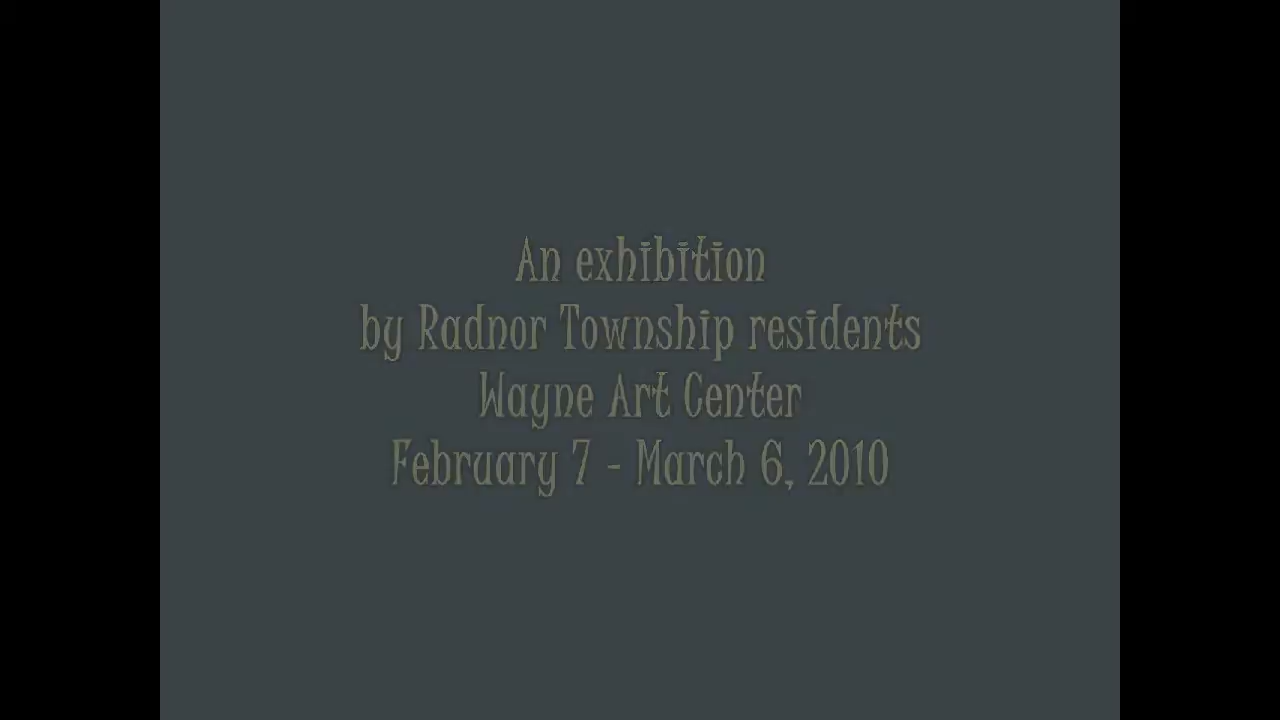 An exhibition
by Radnor Township residents
Wayne Art Center
February 7 - March 6, 2010